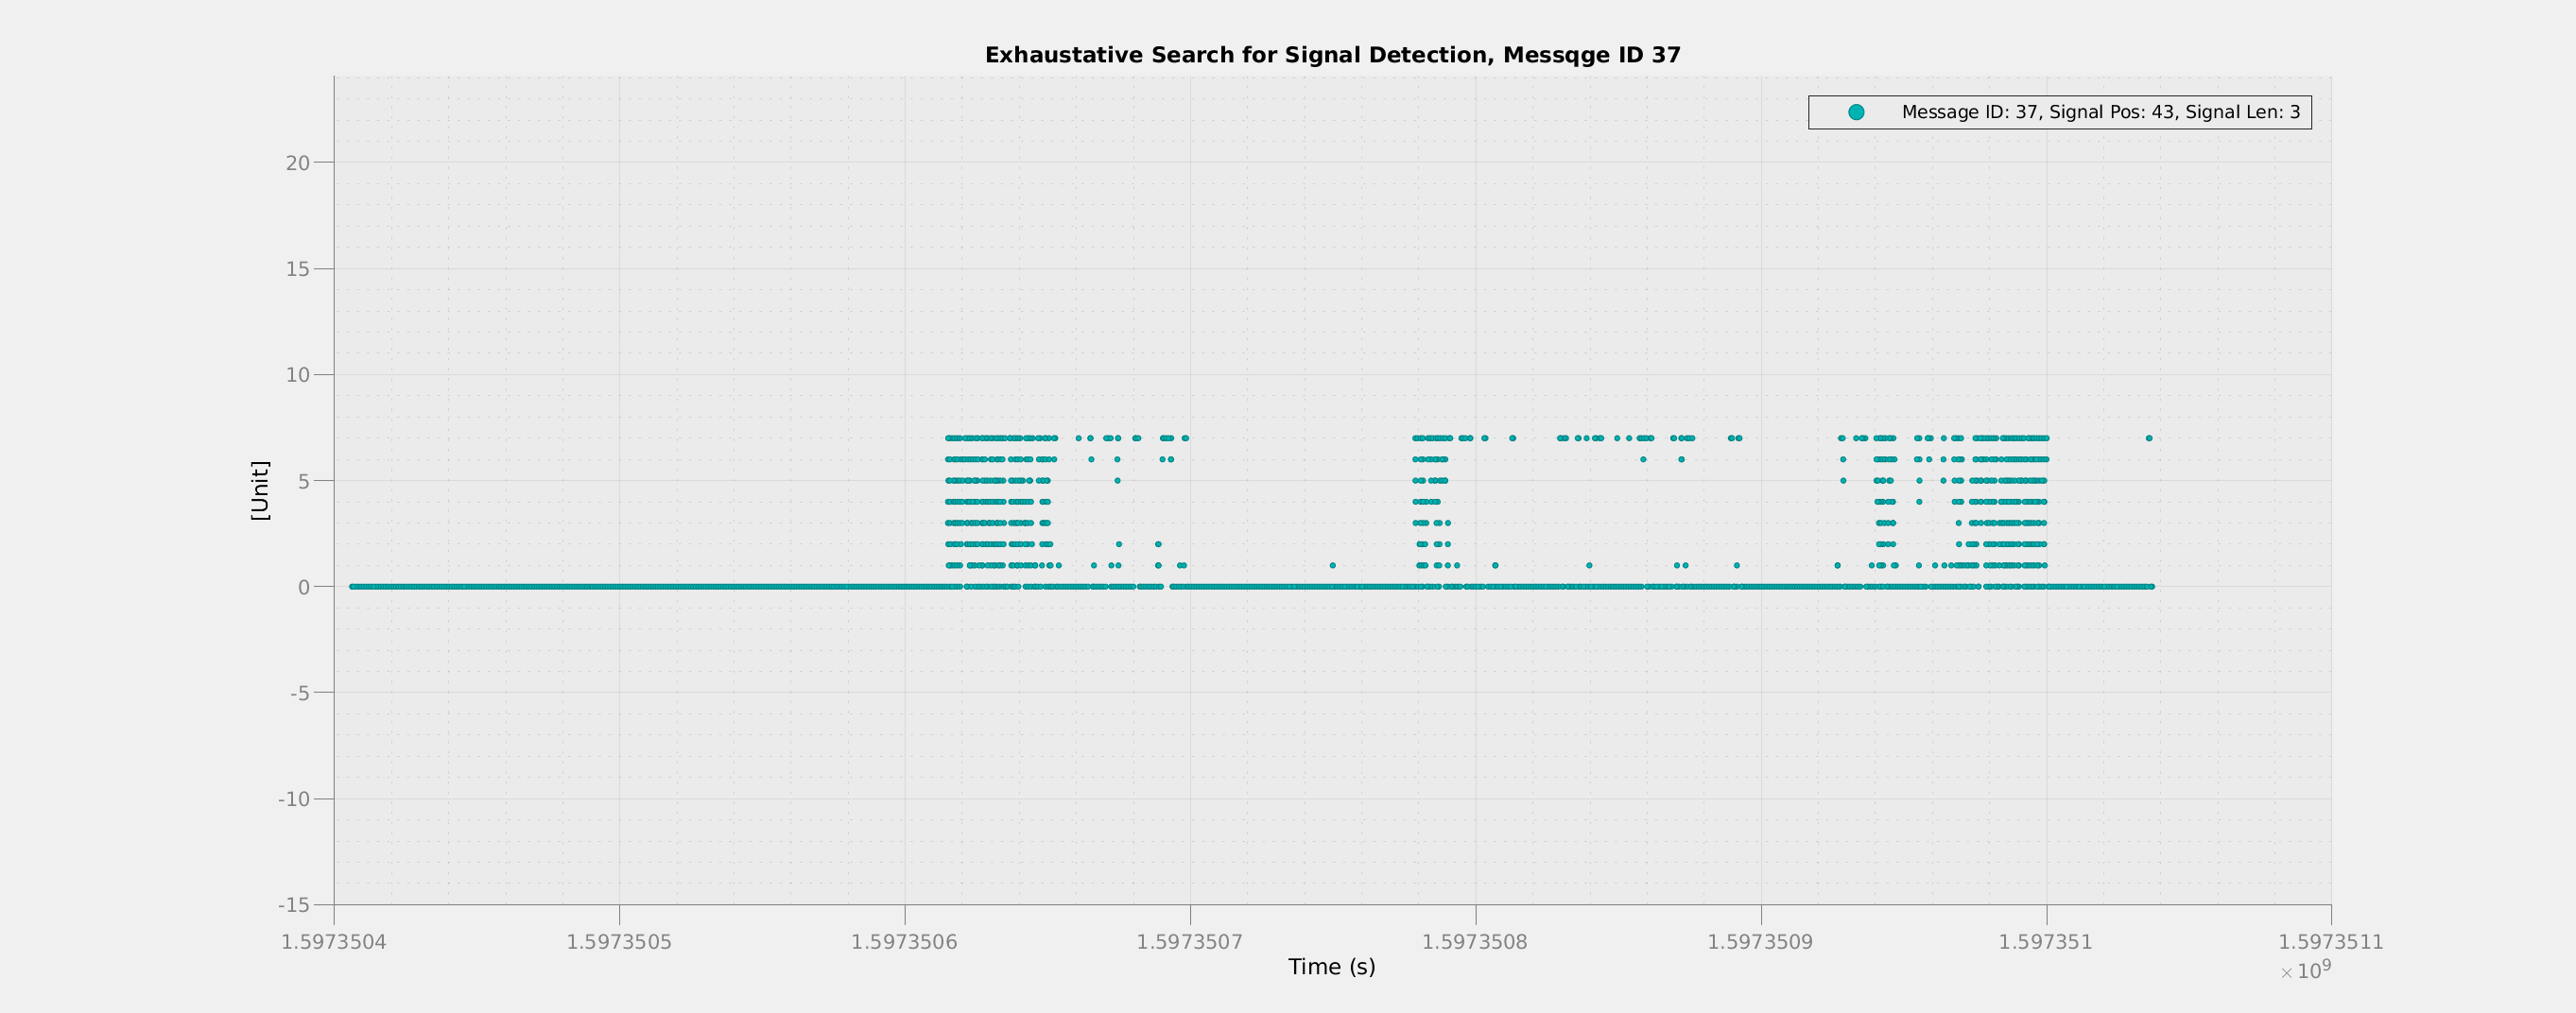 Exhaustative Search for Signal Detection, Messqge ID 37
Message ID: 37, Signal Pos: 43, Signal Len: 3
20
15
10
5
0
-5
-10
-15
[Unit]
1.5973504 1.5973505 1.5973506 1.5973507 1.5973508 1.5973509 1.597351 1.5973511
Time (s)
× 10⁹